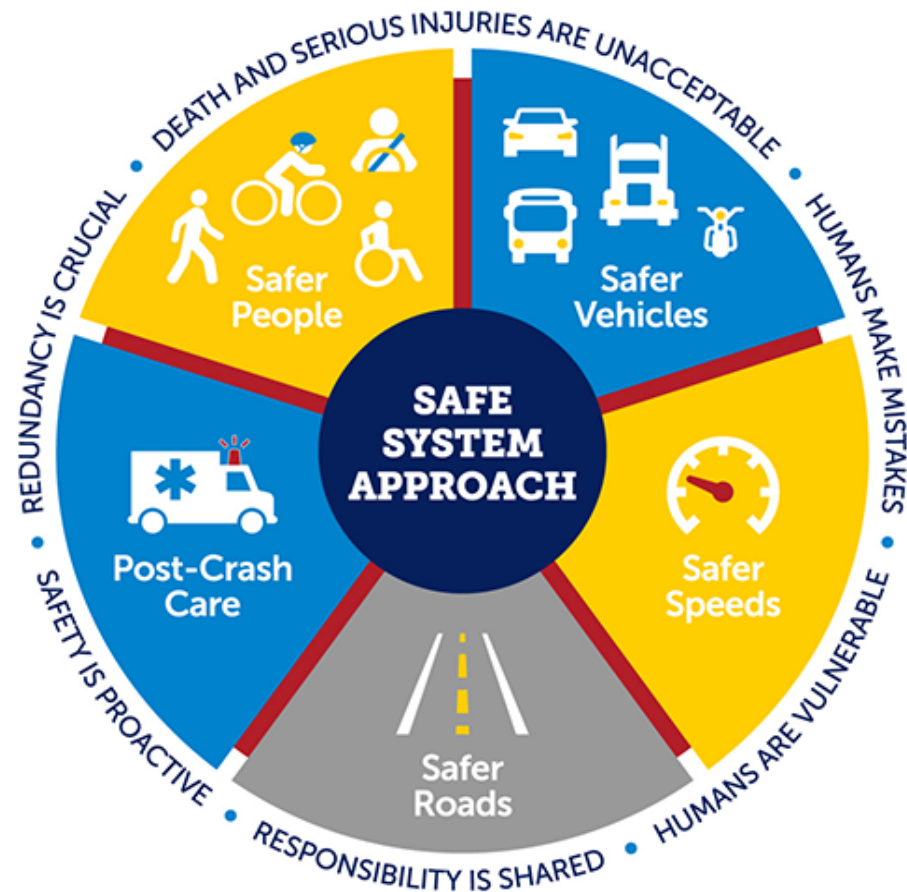 DEATH AND SERIOUS INJURIES ARE UNACCEPTABLE
HUMANS MAKE MISTAKES
HUMANS ARE VULNERABLE
RESPONSIBILITY IS SHARED
SAFETY IS PROACTIVE
REDUNDANCY IS CRUCIAL
Safer
People
Safer
Vehicles
SAFE
SYSTEM
APPROACH
Post-Crash
Care
Safer
Speeds
Safer
Roads